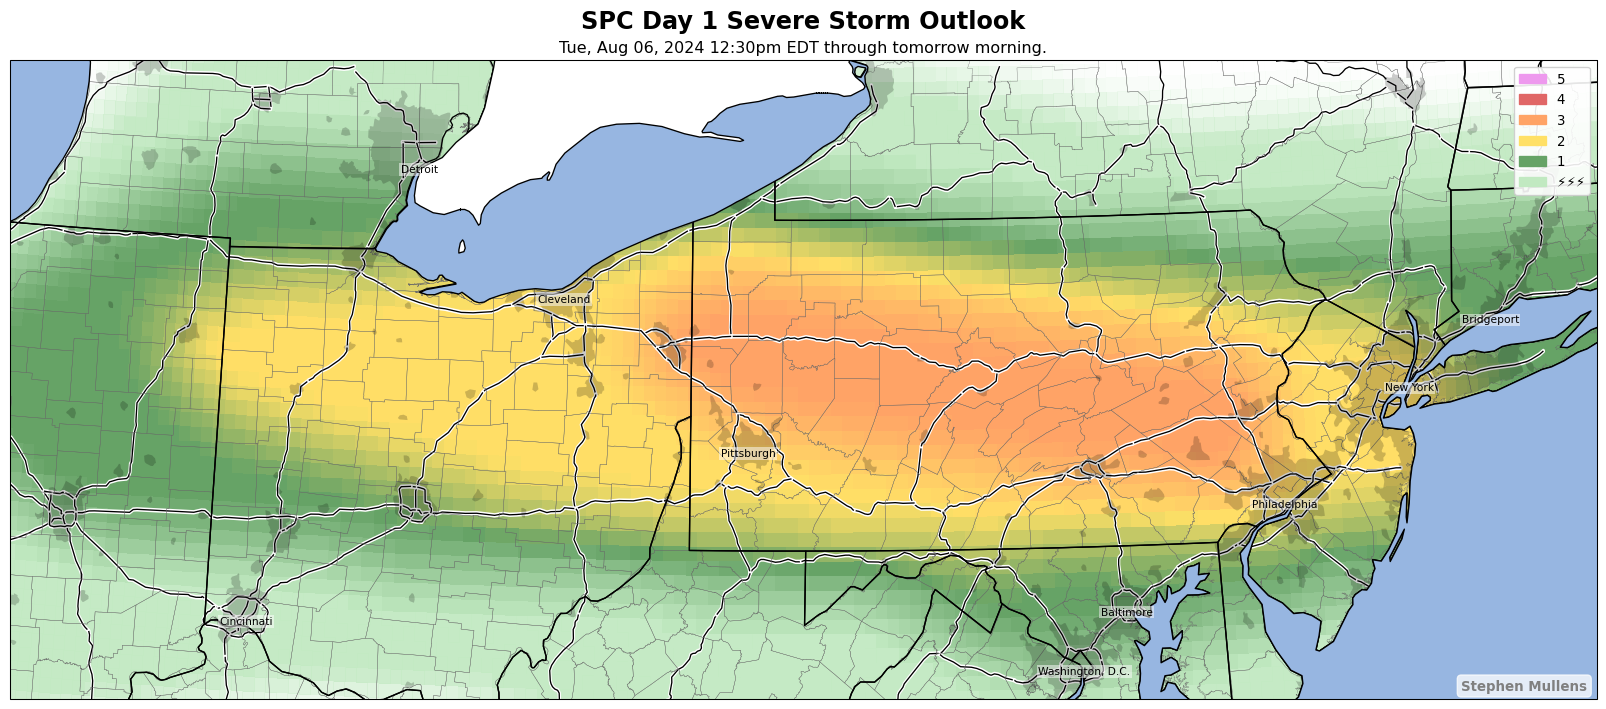 SPC Day 1 Severe Storm Outlook
Tue, Aug 06, 2024 12:30pm EDT through tomorrow morning.
5
4
3
2
1
⚡⚡⚡
Detroit
Cleveland
Bridgeport
New York
Pittsburgh
Philadelphia
Baltimore
Cincinnati
Washington, D.C.
Stephen Mullens